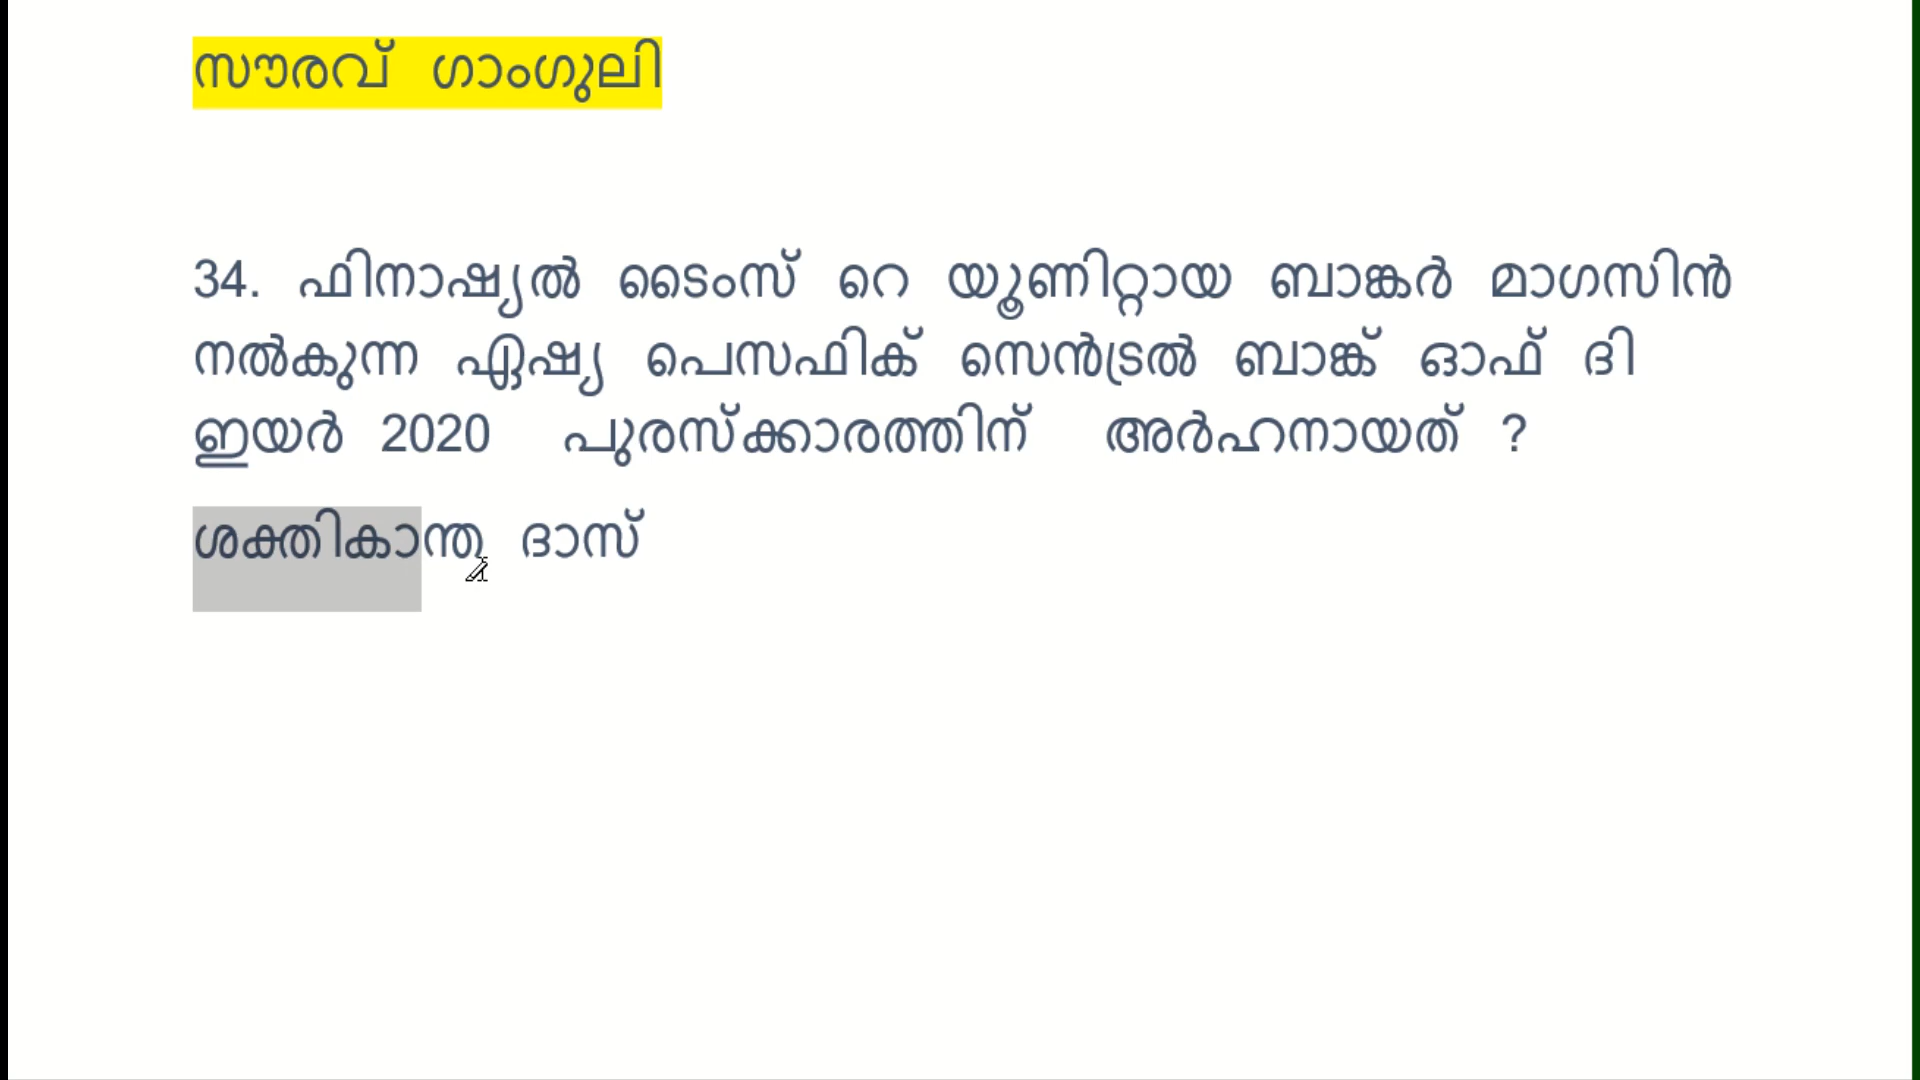 സൗരവ് ഗാംഗുലി
34. ഫിനാഷ്യൽ ടൈംസ് റെ യൂണിറ്റായ ബാങ്കർ മാഗസിൻ
നൽകുന്ന ഏഷ്യ പെസഫിക് സെൻട്രൽ ബാങ്ക് ഓഫ് ദി
ഇയർ 2020 പുരസ്ക്കാരത്തിന് അർഹനായത് ?
ശക്തികാന്ത ദാസ്